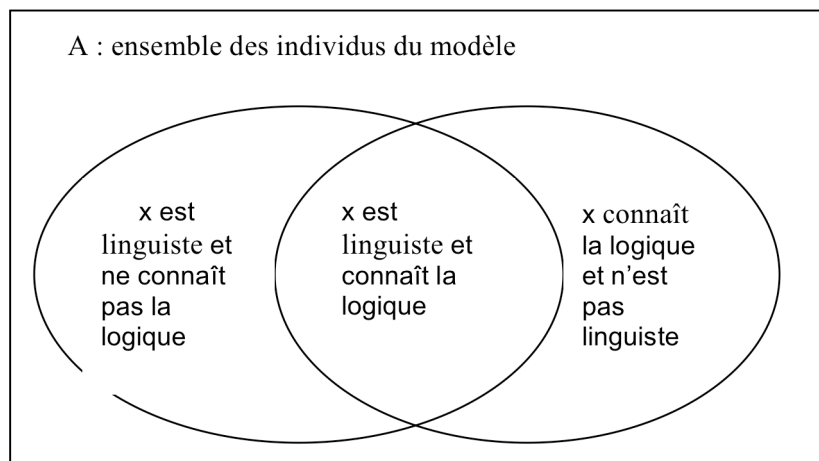 A : ensemble des individus du modèle
x est
linguiste et
ne connaît
pas la
logique
x est
linguiste et
connaît la
logique
x connaît
la logique
et n'est
pas
linguiste